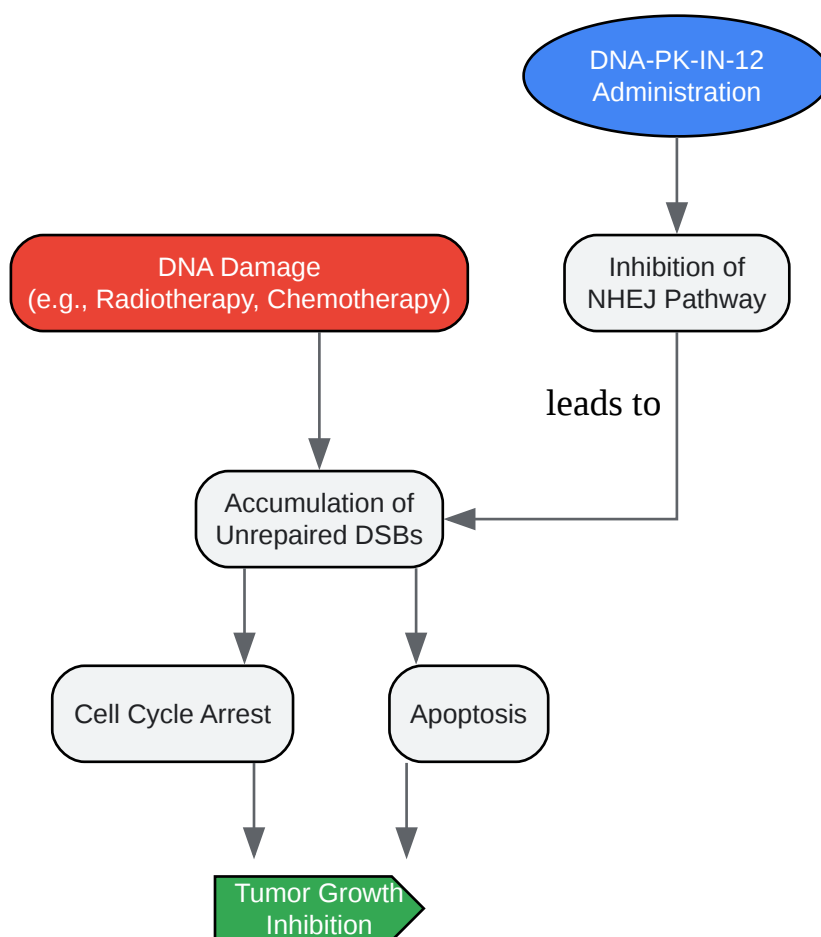 DNA-PK-IN-12
Administration
DNA Damage
(e.g., Radiotherapy, Chemotherapy)
Inhibition of
NHEJ Pathway
leads to
Accumulation of
Unrepaired DSBs
Cell Cycle Arrest
Apoptosis
Tumor Growth
Inhibition